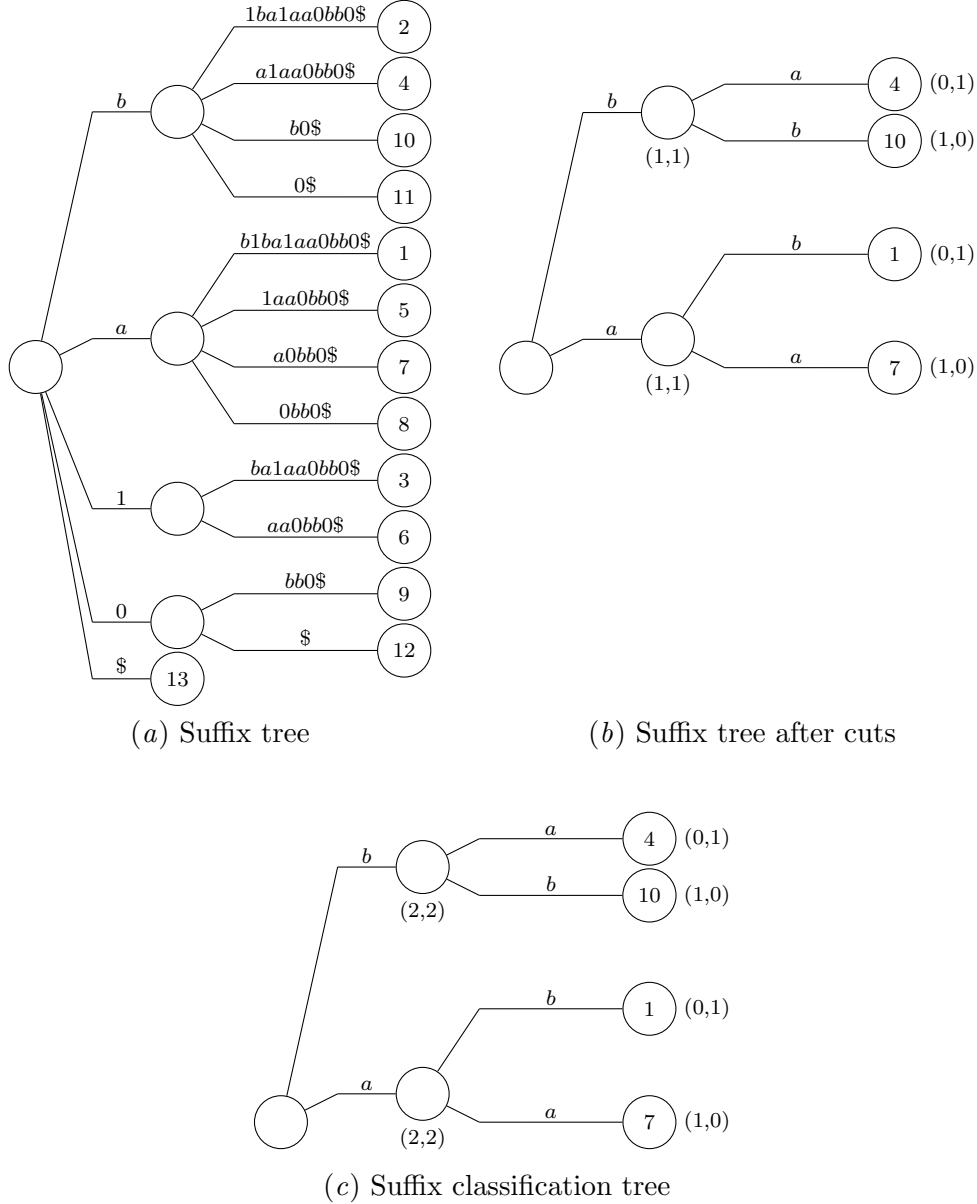 1ba1aa0bb0$
2
a1aa0bb0$
4
b
b0$
10
0$
11
b1ba1aa0bb0$
1
1aa0bb0$
5
a
a0bb0$
7
0bb0$
8
ba1aa0bb0$
3
1
aa0bb0$
6
bb0$
9
0
$
12
$
13
(a) Suffix tree
a
4
(0,1)
b
b
10
(1,0)
(1,1)
b
1
(0,1)
a
a
7
(1,0)
(1,1)
(b) Suffix tree after cuts
a
4
(0,1)
b
b
10
(1,0)
(2,2)
b
1
(0,1)
a
a
7
(1,0)
(2,2)
(c) Suffix classification tree